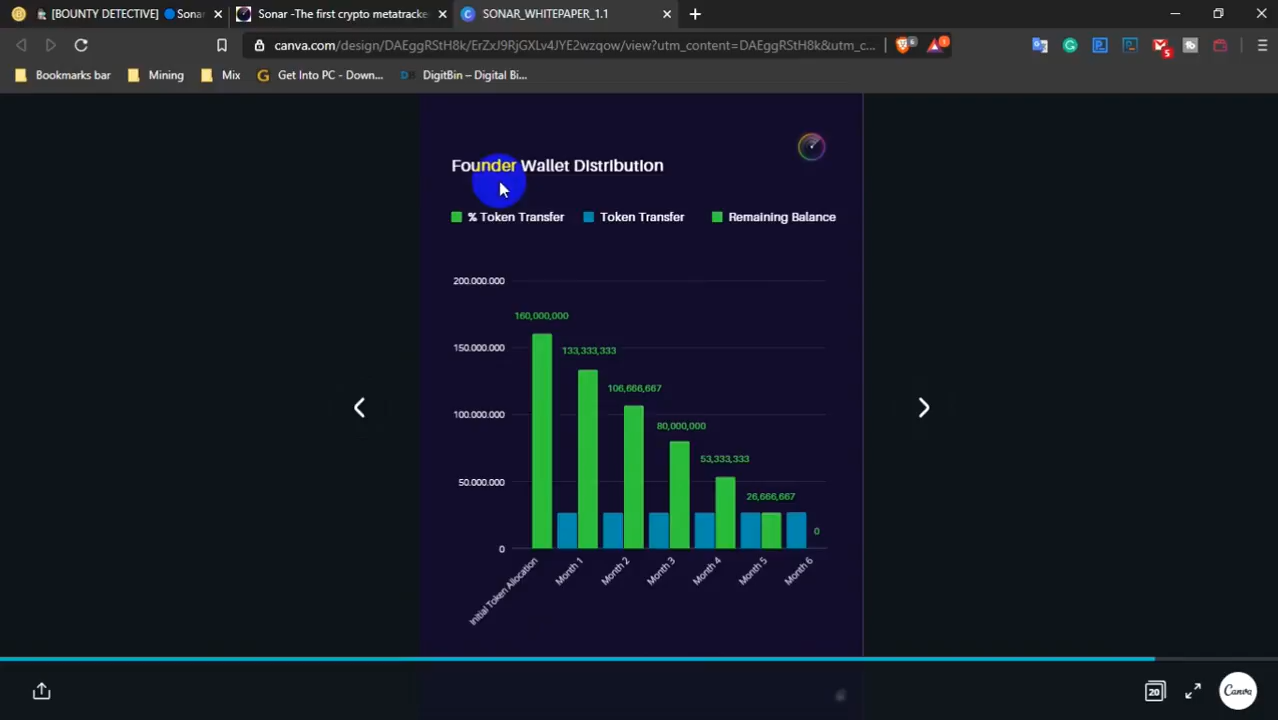 [BOUNTY DETECTIVE] Sonar
Sonar -The first crypto metatracke
SONAR_WHITEPAPER_1.1
canva.com/design/DAEggRStH8k/ErZxJ9RjGXLv4JYE2wzqow/view?utm_content=DAEggRStH8k&utm_c...
6
1
5
Bookmarks bar
Mining
Mix
Get Into PC - Down...
DigitBin – Digital Bi...
Founder Wallet Distribution
% Token Transfer
Token Transfer
Remaining Balance
200.000.000
160,000,000
150.000.000
133,333,333
106,666,667
100.000.000
80,000,000
53,333,333
50.000.000
26,666,667
0
0
Initial Token Allocation
Month 1
Month 2
Month 3
Month 4
Month 5
Month 6
20
Canva